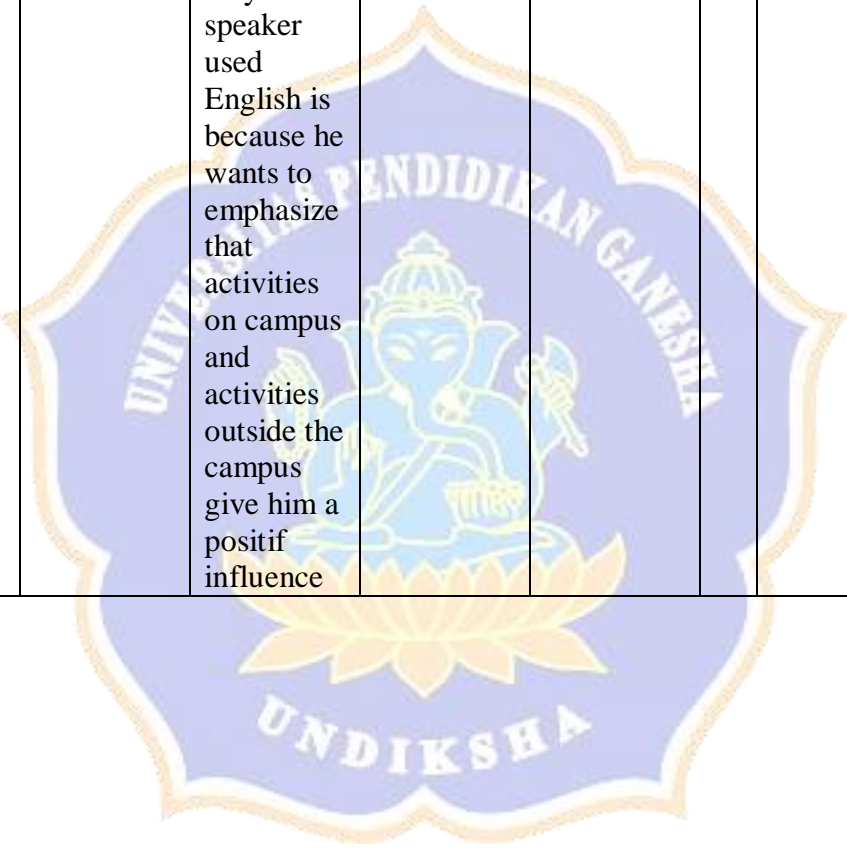 speaker
used
English is
because he
wants to
emphasize
that
activities
on campus
and
activities
outside the
campus
give him a
positif
influence
UNIVERSITAS PENDIDIKAN GANESHA
UNDIKSHA